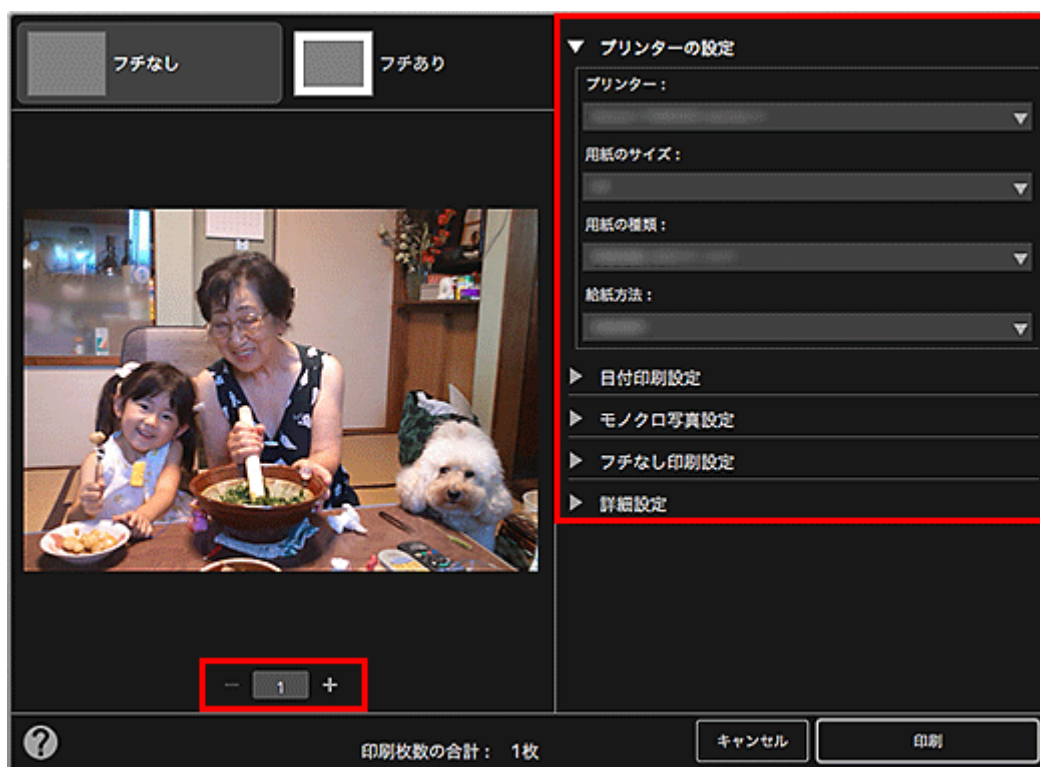 フチなし
フチあり
プリンターの設定
プリンター：
用紙のサイズ：
用紙の種類：
給紙方法：
日付印刷設定
モノクロ写真設定
フチなし印刷設定
詳細設定
− 1 +
?
印刷枚数の合計： 1枚
キャンセル
印刷